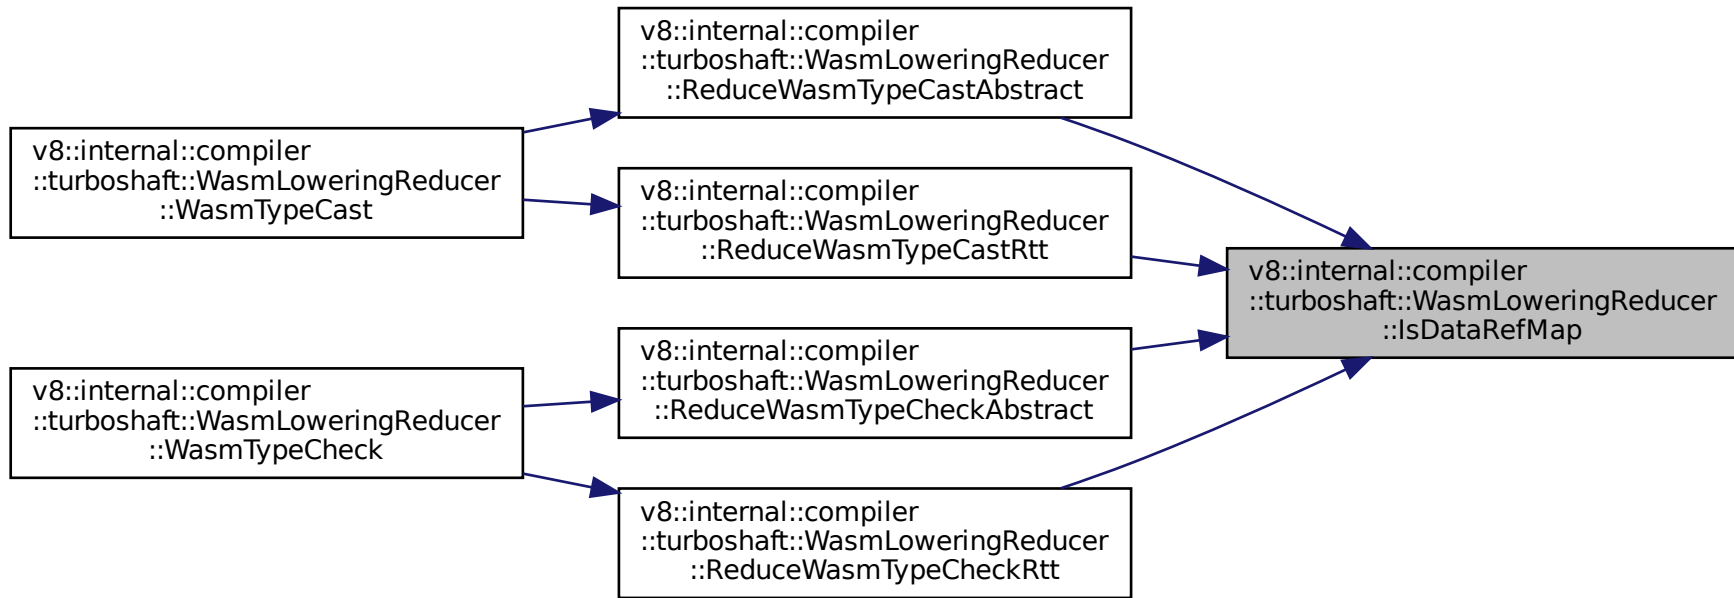 v8::internal::compiler
::turboshaft::WasmLoweringReducer
::WasmTypeCast
v8::internal::compiler
::turboshaft::WasmLoweringReducer
::WasmTypeCheck
v8::internal::compiler
::turboshaft::WasmLoweringReducer
::ReduceWasmTypeCastAbstract
v8::internal::compiler
::turboshaft::WasmLoweringReducer
::ReduceWasmTypeCastRtt
v8::internal::compiler
::turboshaft::WasmLoweringReducer
::ReduceWasmTypeCheckAbstract
v8::internal::compiler
::turboshaft::WasmLoweringReducer
::ReduceWasmTypeCheckRtt
v8::internal::compiler
::turboshaft::WasmLoweringReducer
::IsDataRefMap